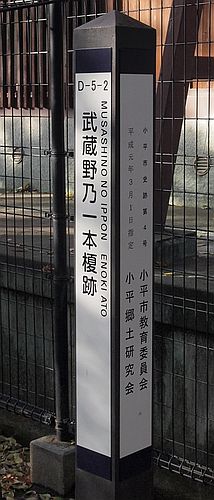 D-5-2
武蔵野乃一本榎跡
MUSASHINO NO IPPON ENOKI ATO
小平市史跡第4号
平成元年3月1日指定
小平市教育委員会
小平郷土研究会